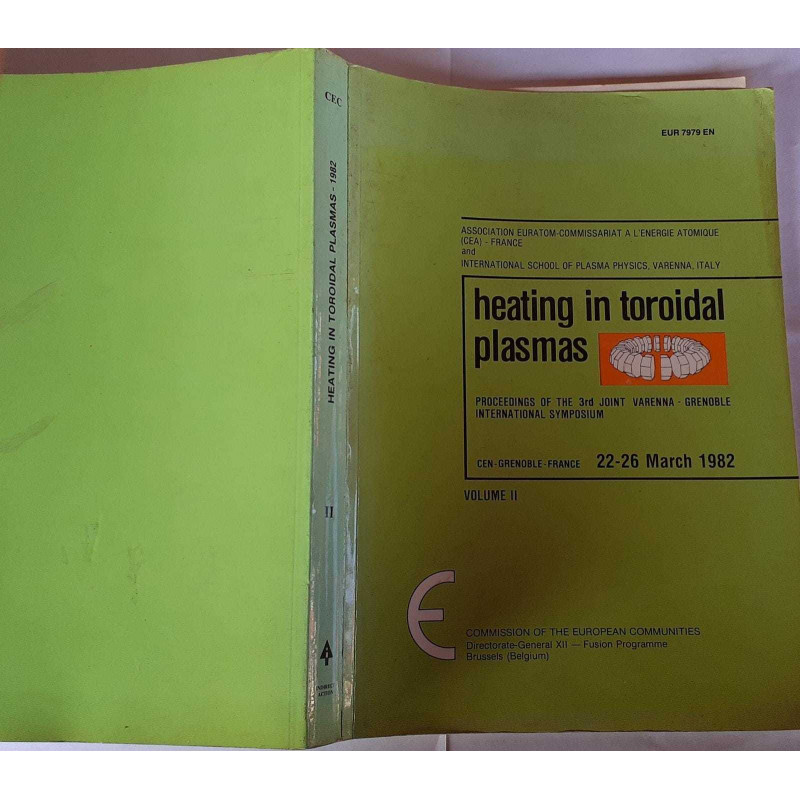 CEC
HEATING IN TOROIDAL PLASMAS - 1982
II
INDIRECT
ACTION
EUR 7979 EN
ASSOCIATION EURATOM-COMMISSARIAT A L'ENERGIE ATOMIQUE
(CEA) - FRANCE
and
INTERNATIONAL SCHOOL OF PLASMA PHYSICS, VARENNA, ITALY
heating in toroidal
plasmas
PROCEEDINGS OF THE 3rd JOINT VARENNA - GRENOBLE
INTERNATIONAL SYMPOSIUM
CEN-GRENOBLE-FRANCE 22-26 March 1982
VOLUME II
COMMISSION OF THE EUROPEAN COMMUNITIES
Directorate-General XII — Fusion Programme
Brussels (Belgium)